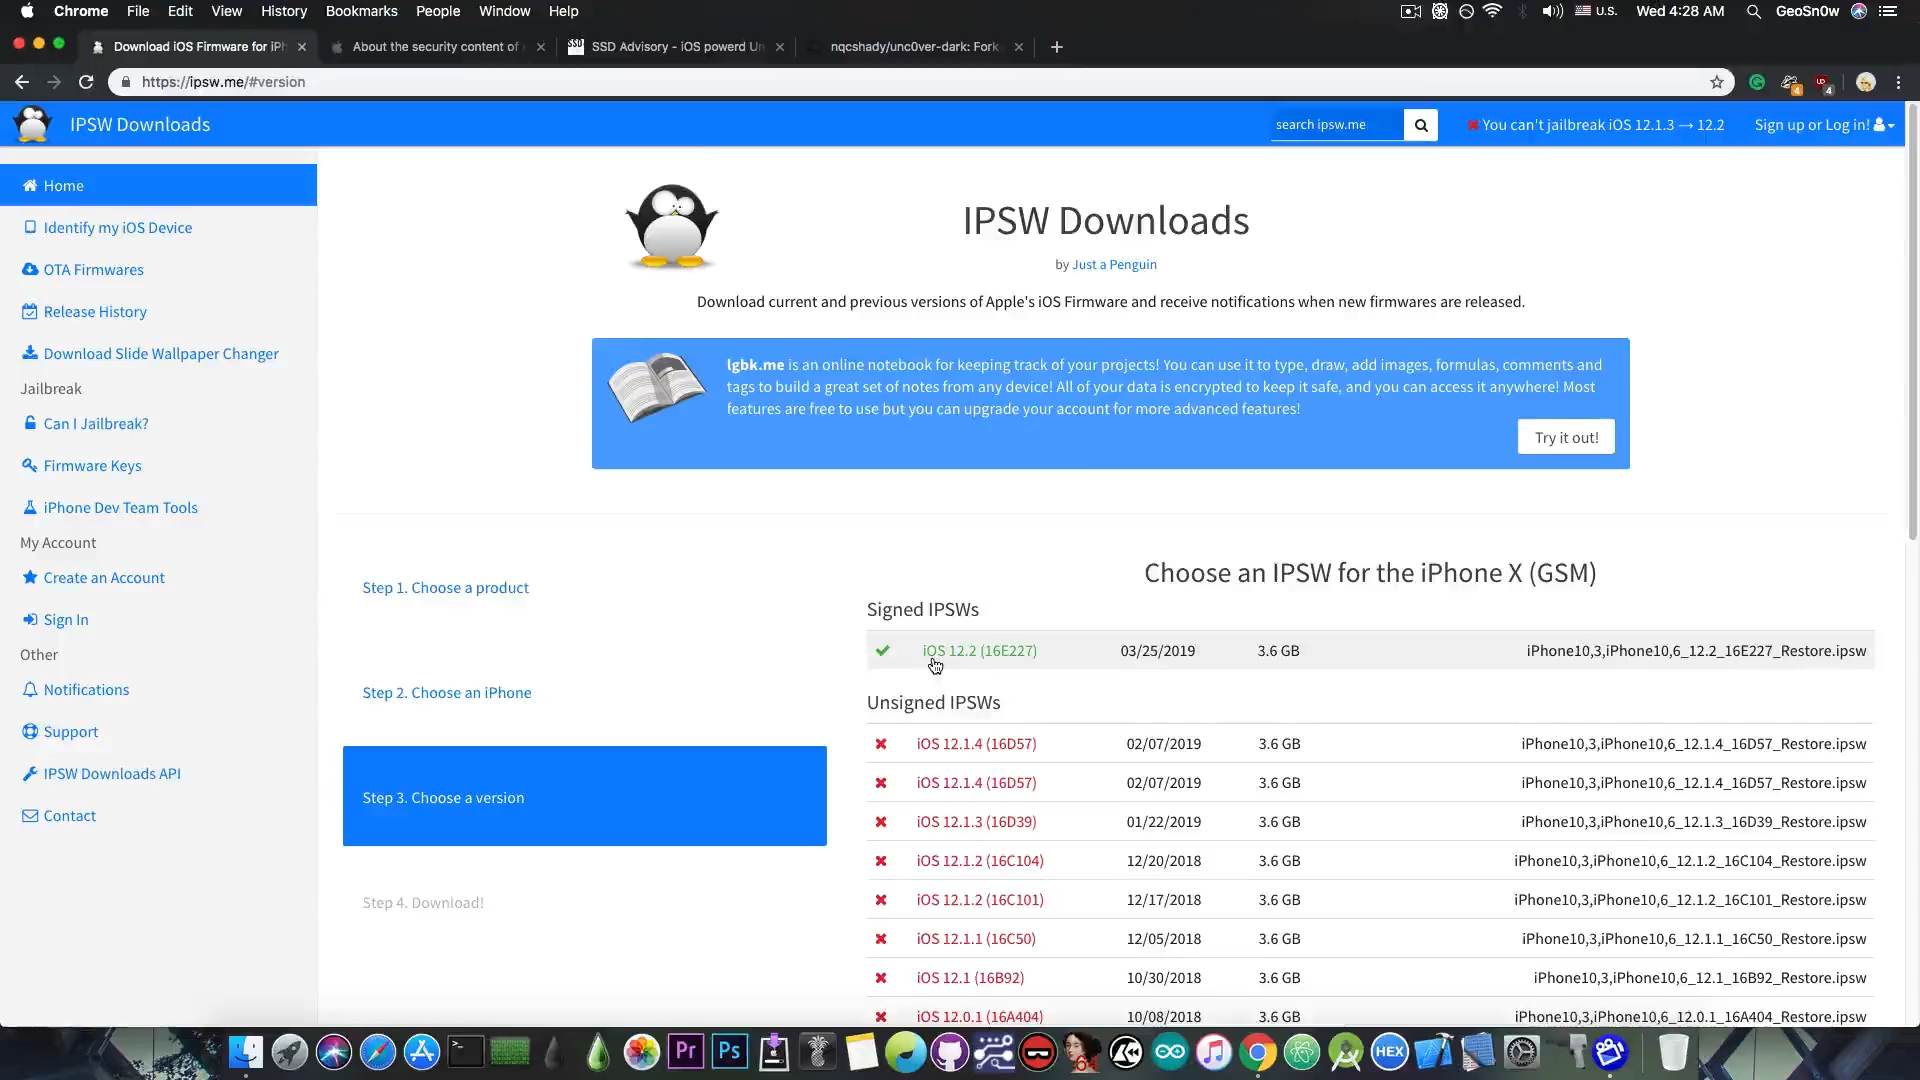 Chrome File Edit View History Bookmarks People Window Help U.S. Wed 4:28 AM GeoSn0w
Download iOS Firmware for iPh About the security content of SSD SSD Advisory - iOS powerd Un nqcshady/unc0ver-dark: Fork
https://ipsw.me/#version
IPSW Downloads search ipsw.me You can't jailbreak iOS 12.1.3 → 12.2 Sign up or Log in!
Home
Identify my iOS Device
OTA Firmwares
Release History
Download Slide Wallpaper Changer
Jailbreak
Can I Jailbreak?
Firmware Keys
iPhone Dev Team Tools
My Account
Create an Account
Sign In
Other
Notifications
Support
IPSW Downloads API
Contact
IPSW Downloads
by Just a Penguin
Download current and previous versions of Apple's iOS Firmware and receive notifications when new firmwares are released.
lgbk.me is an online notebook for keeping track of your projects! You can use it to type, draw, add images, formulas, comments and
tags to build a great set of notes from any device! All of your data is encrypted to keep it safe, and you can access it anywhere! Most
features are free to use but you can upgrade your account for more advanced features!
Try it out!
Step 1. Choose a product
Step 2. Choose an iPhone
Step 3. Choose a version
Step 4. Download!
Choose an IPSW for the iPhone X (GSM)
Signed IPSWs
iOS 12.2 (16E227) 03/25/2019 3.6 GB iPhone10,3,iPhone10,6_12.2_16E227_Restore.ipsw
Unsigned IPSWs
iOS 12.1.4 (16D57) 02/07/2019 3.6 GB iPhone10,3,iPhone10,6_12.1.4_16D57_Restore.ipsw
iOS 12.1.4 (16D57) 02/07/2019 3.6 GB iPhone10,3,iPhone10,6_12.1.4_16D57_Restore.ipsw
iOS 12.1.3 (16D39) 01/22/2019 3.6 GB iPhone10,3,iPhone10,6_12.1.3_16D39_Restore.ipsw
iOS 12.1.2 (16C104) 12/20/2018 3.6 GB iPhone10,3,iPhone10,6_12.1.2_16C104_Restore.ipsw
iOS 12.1.2 (16C101) 12/17/2018 3.6 GB iPhone10,3,iPhone10,6_12.1.2_16C101_Restore.ipsw
iOS 12.1.1 (16C50) 12/05/2018 3.6 GB iPhone10,3,iPhone10,6_12.1.1_16C50_Restore.ipsw
iOS 12.1 (16B92) 10/30/2018 3.6 GB iPhone10,3,iPhone10,6_12.1_16B92_Restore.ipsw
iOS 12.0.1 (16A404) 10/08/2018 3.6 GB iPhone10,3,iPhone10,6_12.0.1_16A404_Restore.ipsw
Pr Ps 64 HEX